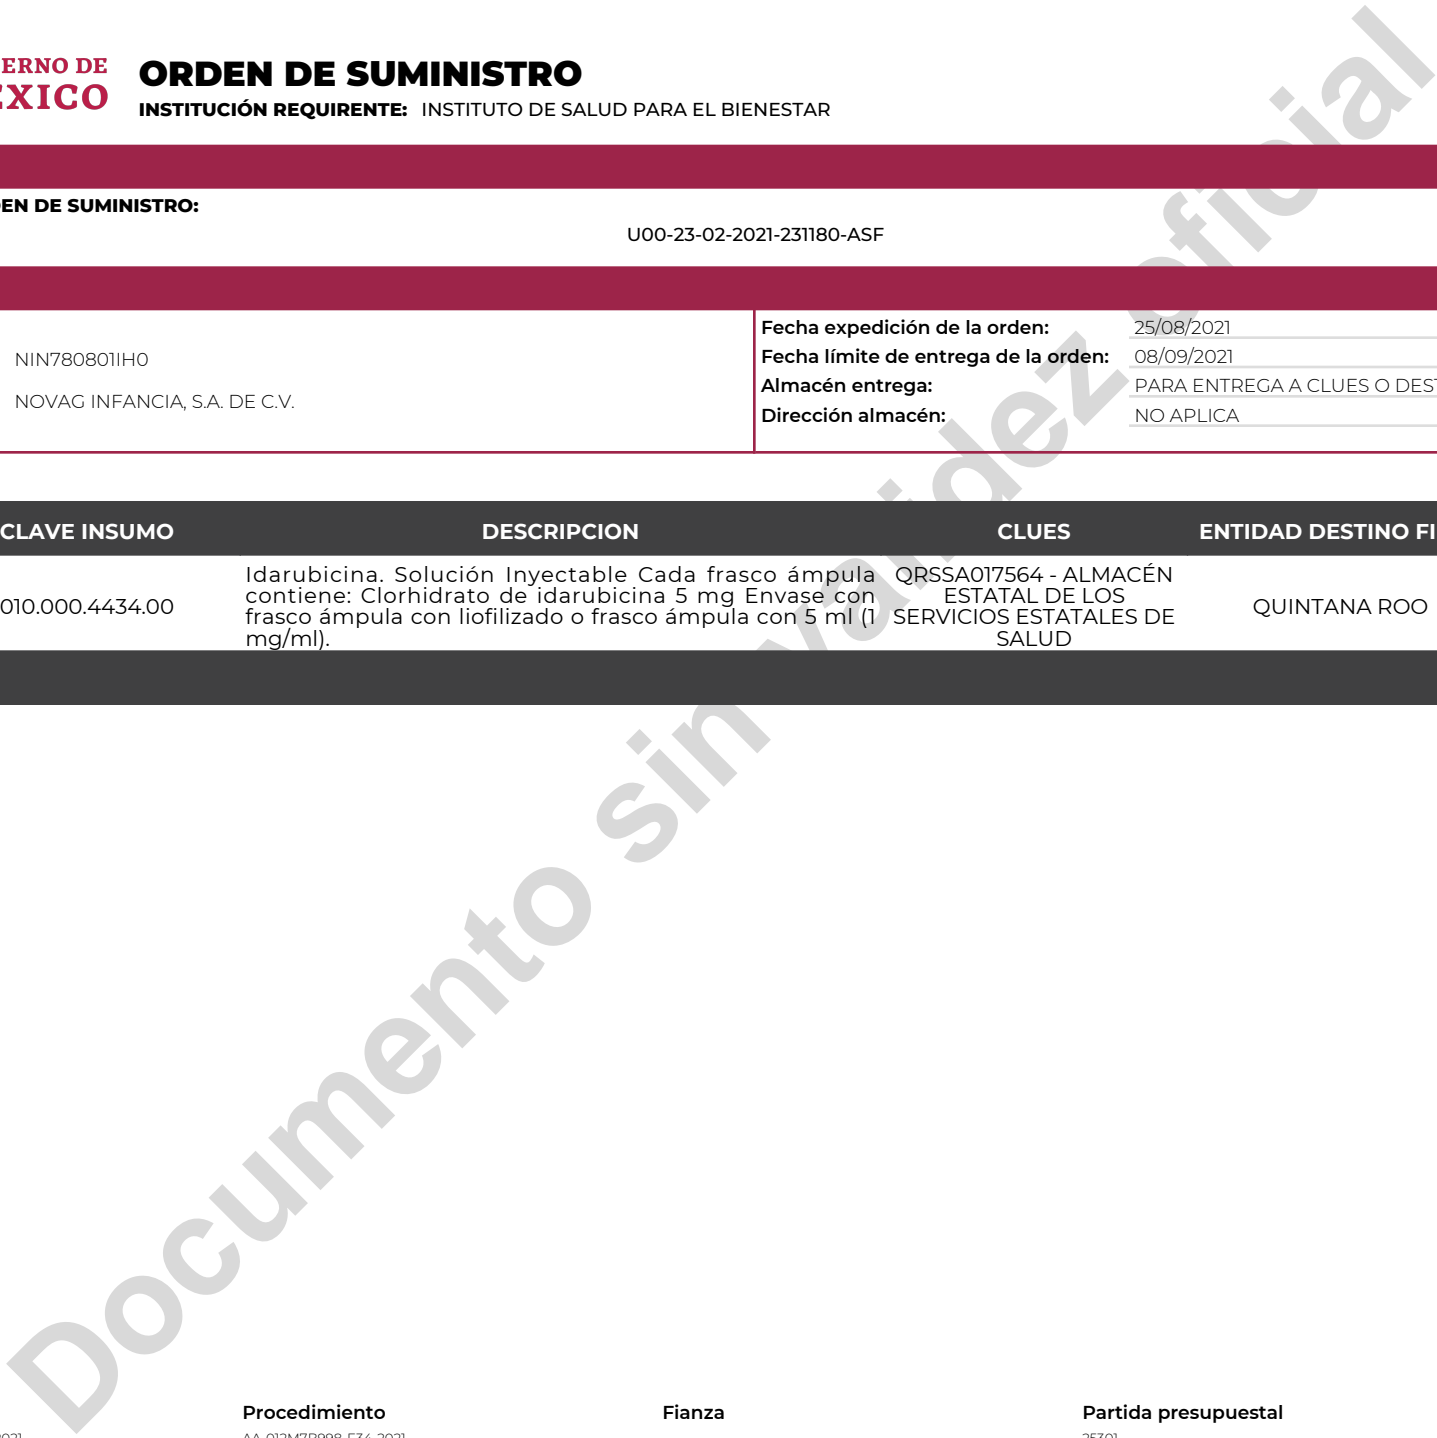 ERNO DE
ORDEN DE SUMINISTRO
EXICO
INSTITUCIÓN REQUIRENTE: INSTITUTO DE SALUD PARA EL BIENESTAR
EN DE SUMINISTRO:
U00-23-02-2021-231180-ASF
Fecha expedición de la orden: 25/08/2021
NIN780801IH0
Fecha límite de entrega de la orden: 08/09/2021
Almacén entrega: PARA ENTREGA A CLUES O DEST
NOVAG INFANCIA, S.A. DE C.V.
Dirección almacén: NO APLICA
CLAVE INSUMO DESCRIPCION CLUES ENTIDAD DESTINO FI
010.000.4434.00
Idarubicina. Solución Inyectable Cada frasco ámpula
contiene: Clorhidrato de idarubicina 5 mg Envase con
frasco ámpula con liofilizado o frasco ámpula con 5 ml (1
mg/ml).
QRSSA017564 - ALMACÉN
ESTATAL DE LOS
SERVICIOS ESTATALES DE
SALUD
QUINTANA ROO
Documento sin validez oficial
Procedimiento Fianza Partida presupuestal